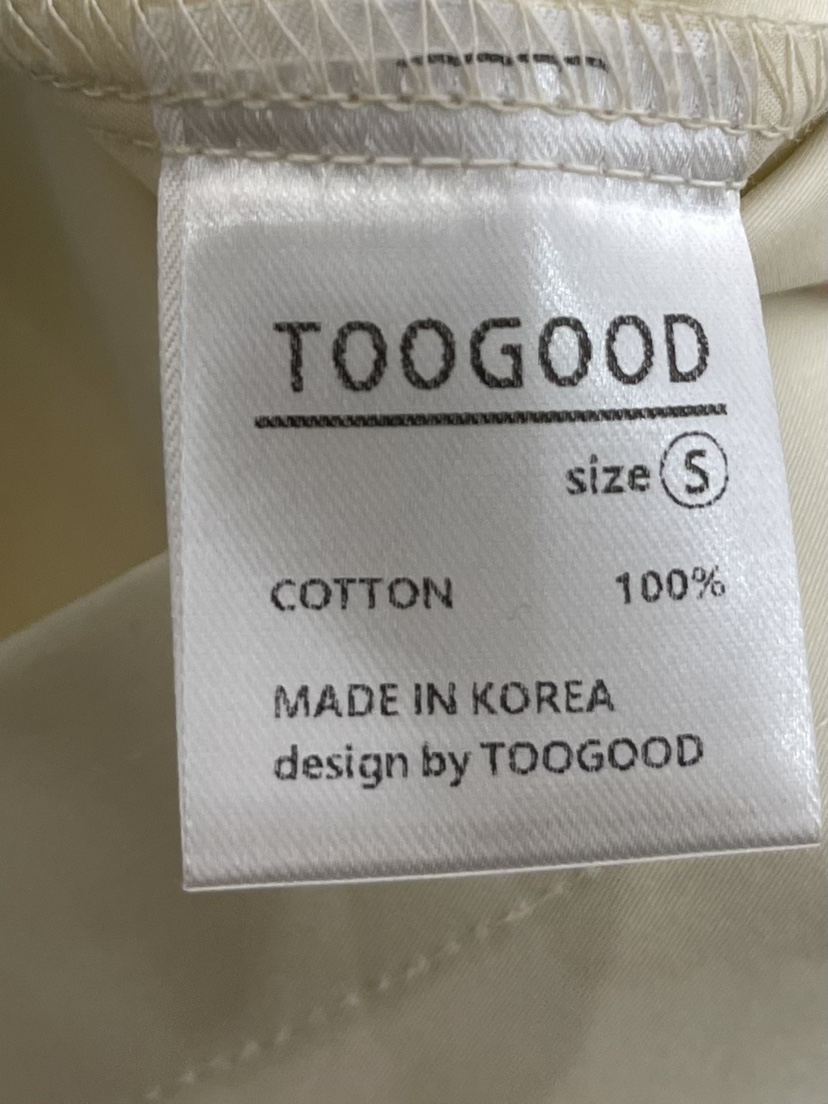 TOOGOOD
size S
COTTON 100%
MADE IN KOREA
design by TOOGOOD